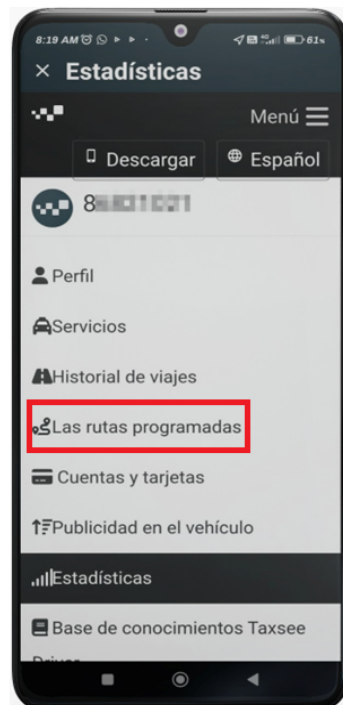 8:19 AM
61%
× Estadísticas
Menú
Descargar
Español
Perfil
Servicios
Historial de viajes
Las rutas programadas
Cuentas y tarjetas
Publicidad en el vehículo
Estadísticas
Base de conocimientos Taxsee